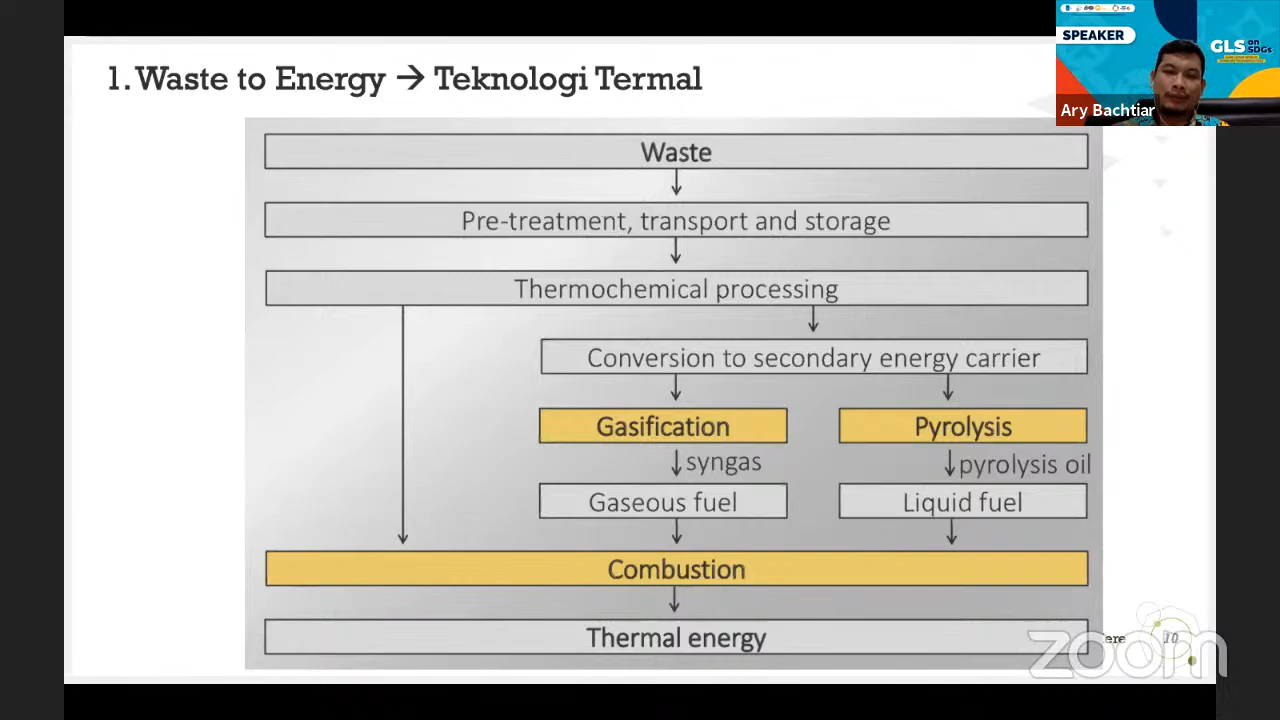 1. Waste to Energy → Teknologi Termal
SPEAKER
GLS on SDGs
Ary Bachtiar
Waste
Pre-treatment, transport and storage
Thermochemical processing
Conversion to secondary energy carrier
Gasification
Pyrolysis
syngas
pyrolysis oil
Gaseous fuel
Liquid fuel
Combustion
Thermal energy
ere
10
zoom